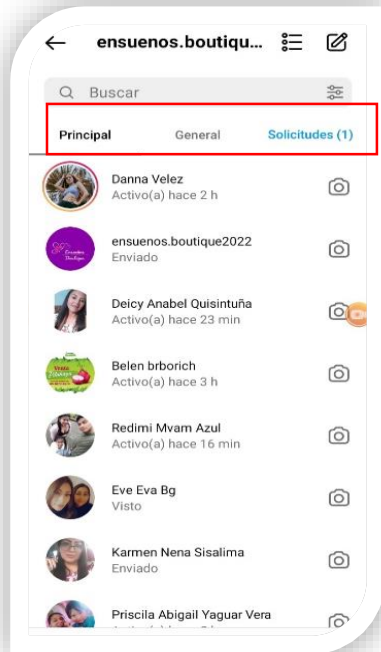 ensuenos.boutiqu...
Buscar
Principal General Solicitudes (1)
Danna Velez
Activo(a) hace 2 h
ensuenos.boutique2022
Enviado
Deicy Anabel Quisintuña
Activo(a) hace 23 min
Belen brborich
Activo(a) hace 3 h
Redimi Mvam Azul
Activo(a) hace 16 min
Eve Eva Bg
Visto
Karmen Nena Sisalima
Enviado
Priscila Abigail Yaguar Vera